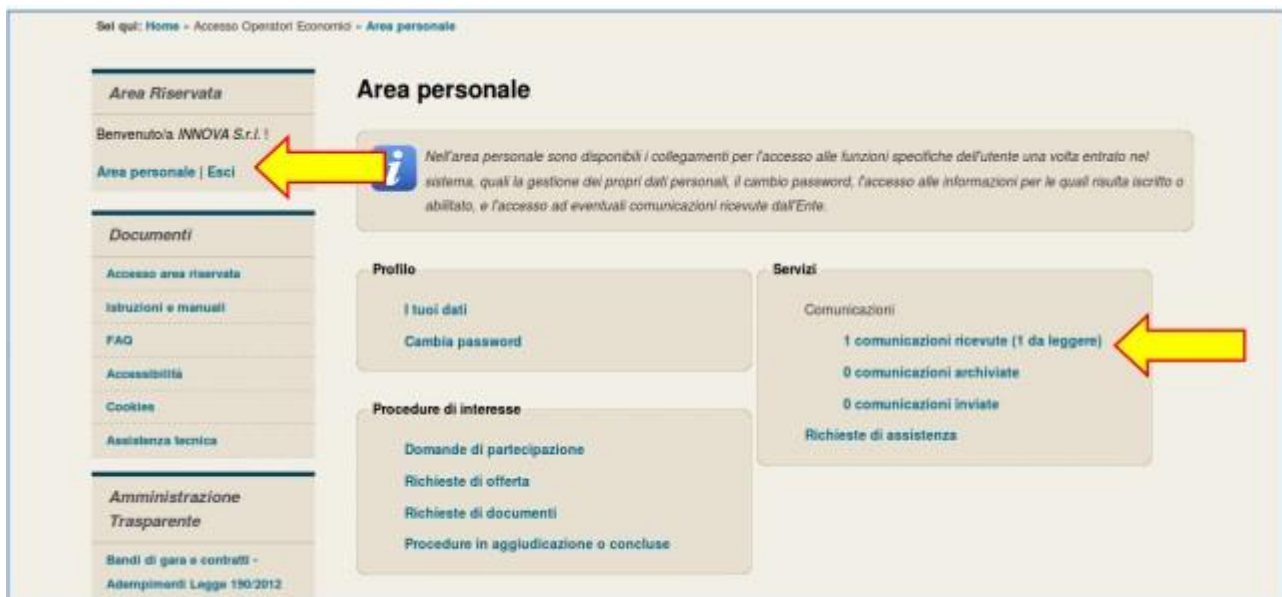 Sei qui: Home » Accesso Operatori Economici » Area personale
Area Riservata
Benvenuto/a INNOVA S.r.l. !
Area personale | Esci
Documenti
Accesso area riservata
Istruzioni e manuali
FAQ
Accessibilità
Cookies
Assistenza tecnica
Amministrazione
Trasparente
Bandi di gara e contratti -
Adempimenti Legge 190/2012
Area personale
Nell'area personale sono disponibili i collegamenti per l'accesso alle funzioni specifiche dell'utente una volta entrato nel
sistema, quali la gestione dei propri dati personali, il cambio password, l'accesso alle informazioni per le quali risulta iscritto o
abilitato, e l'accesso ad eventuali comunicazioni ricevute dall'Ente.
Profilo
I tuoi dati
Cambia password
Procedure di interesse
Domande di partecipazione
Richieste di offerta
Richieste di documenti
Procedure in aggiudicazione o concluse
Servizi
Comunicazioni
1 comunicazioni ricevute (1 da leggere)
0 comunicazioni archiviate
0 comunicazioni inviate
Richieste di assistenza